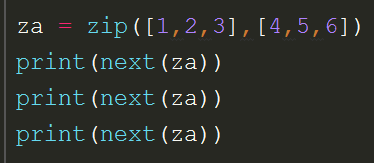 za = zip([1,2,3],[4,5,6])
print(next(za))
print(next(za))
print(next(za))